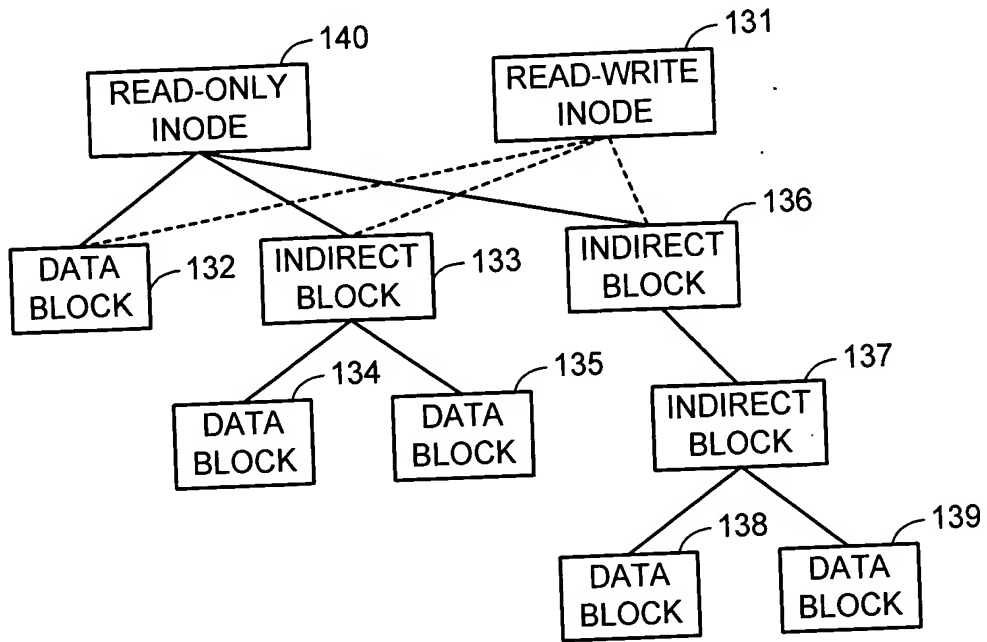 140
131
READ-ONLY
INODE
READ-WRITE
INODE
136
DATA
BLOCK
132
INDIRECT
BLOCK
133
INDIRECT
BLOCK
134
135
137
DATA
BLOCK
DATA
BLOCK
INDIRECT
BLOCK
138
139
DATA
BLOCK
DATA
BLOCK